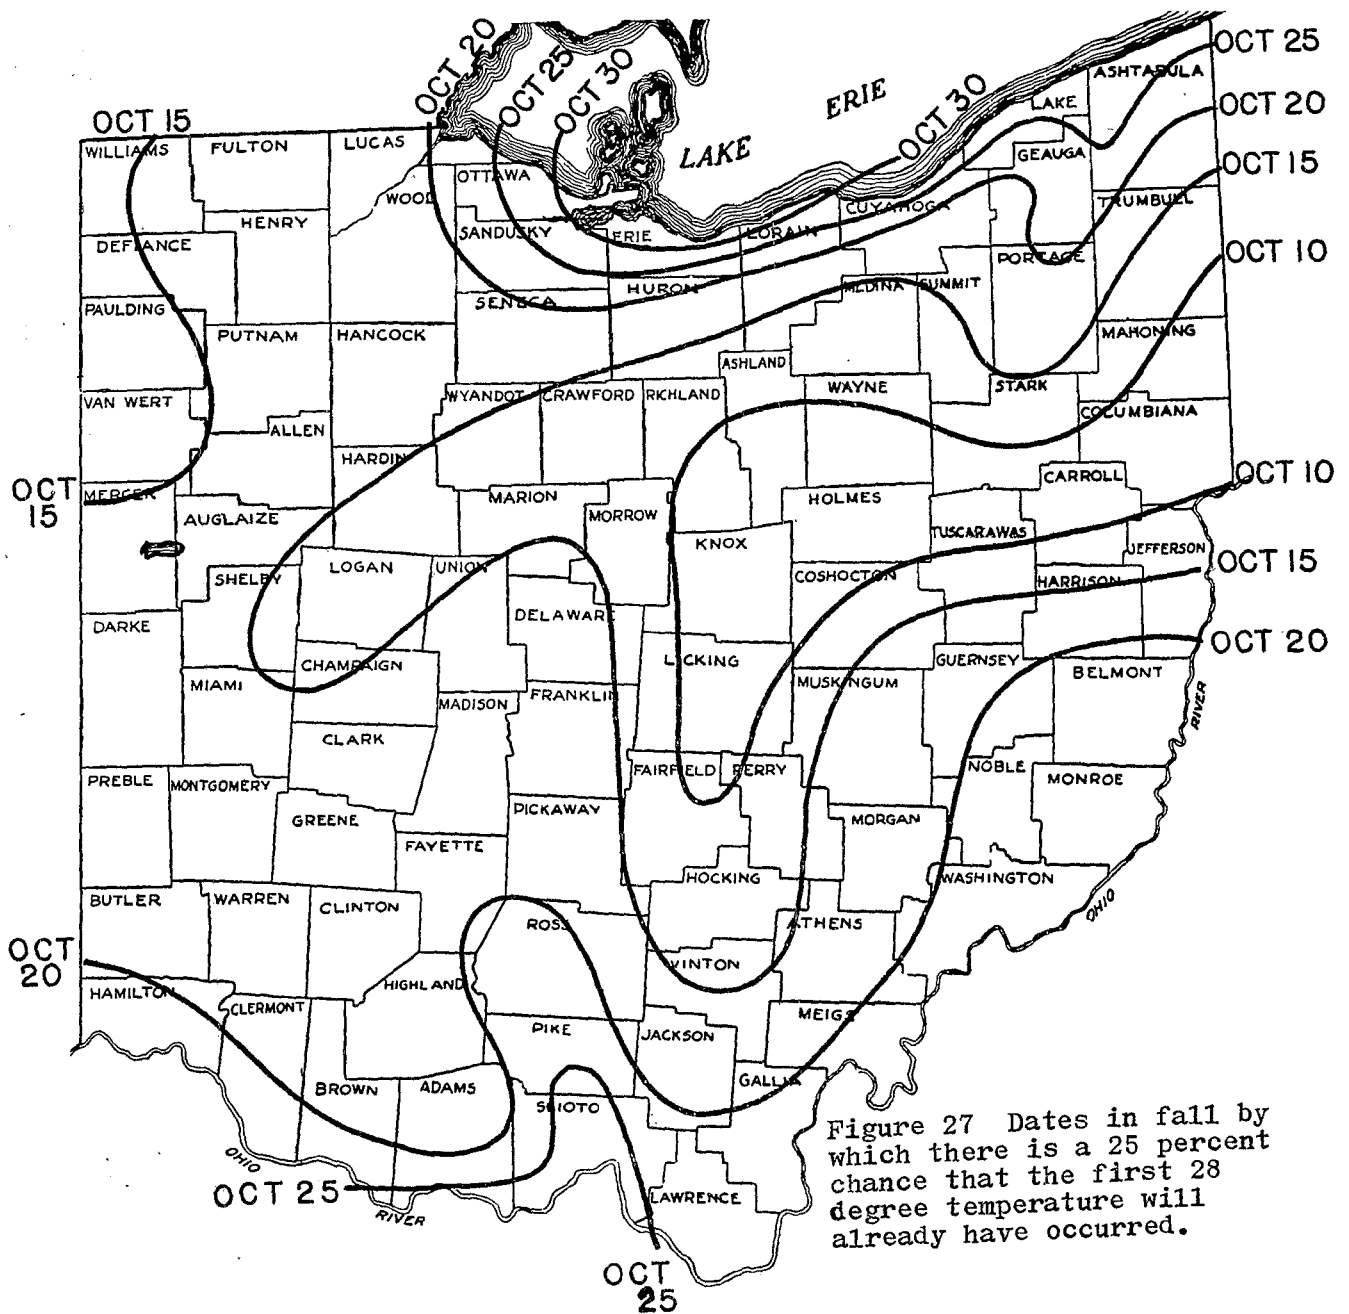 OCT 20
OCT 25
OCT 30
OCT 25
OCT 15
ERIE
OCT 30
ASHTABULA
LAKE
OCT 20
WILLIAMS
FULTON
LUCAS
LAKE
GEAUGA
OCT 15
OTTAWA
WOOD
CUYAHOGA
TRUMBULL
HENRY
SANDUSKY
ERIE
LORAIN
DEFIANCE
OCT 10
PORTAGE
SENECA
HURON
MEDINA
SUMMIT
PAULDING
PUTNAM
HANCOCK
MAHONING
ASHLAND
VAN WERT
WYANDOT
CRAWFORD
RICHLAND
WAYNE
STARK
COLUMBIANA
ALLEN
HARDIN
OCT
15
MERCER
CARROLL
OCT 10
AUGLAIZE
MARION
MORROW
HOLMES
TUSCARAWAS
KNOX
JEFFERSON
LOGAN
UNION
COSHOCTON
HARRISON
OCT 15
SHELBY
DARKE
DELAWARE
CHAMPAIGN
LICKING
GUERNSEY
OCT 20
MIAMI
MADISON
FRANKLIN
MUSKINGUM
BELMONT
RIVER
CLARK
PREBLE
MONTGOMERY
FAIRFIELD
PERRY
NOBLE
MONROE
GREENE
PICKAWAY
MORGAN
FAYETTE
HOCKING
WASHINGTON
BUTLER
WARREN
CLINTON
ROSS
ATHENS
OHIO
OCT
20
HAMILTON
HIGHLAND
VINTON
CLERMONT
PIKE
JACKSON
MEIGS
BROWN
ADAMS
SCIOTO
GALLIA
OHIO
OCT 25
RIVER
LAWRENCE
OCT
25
Figure 27 Dates in fall by
which there is a 25 percent
chance that the first 28
degree temperature will
already have occurred.